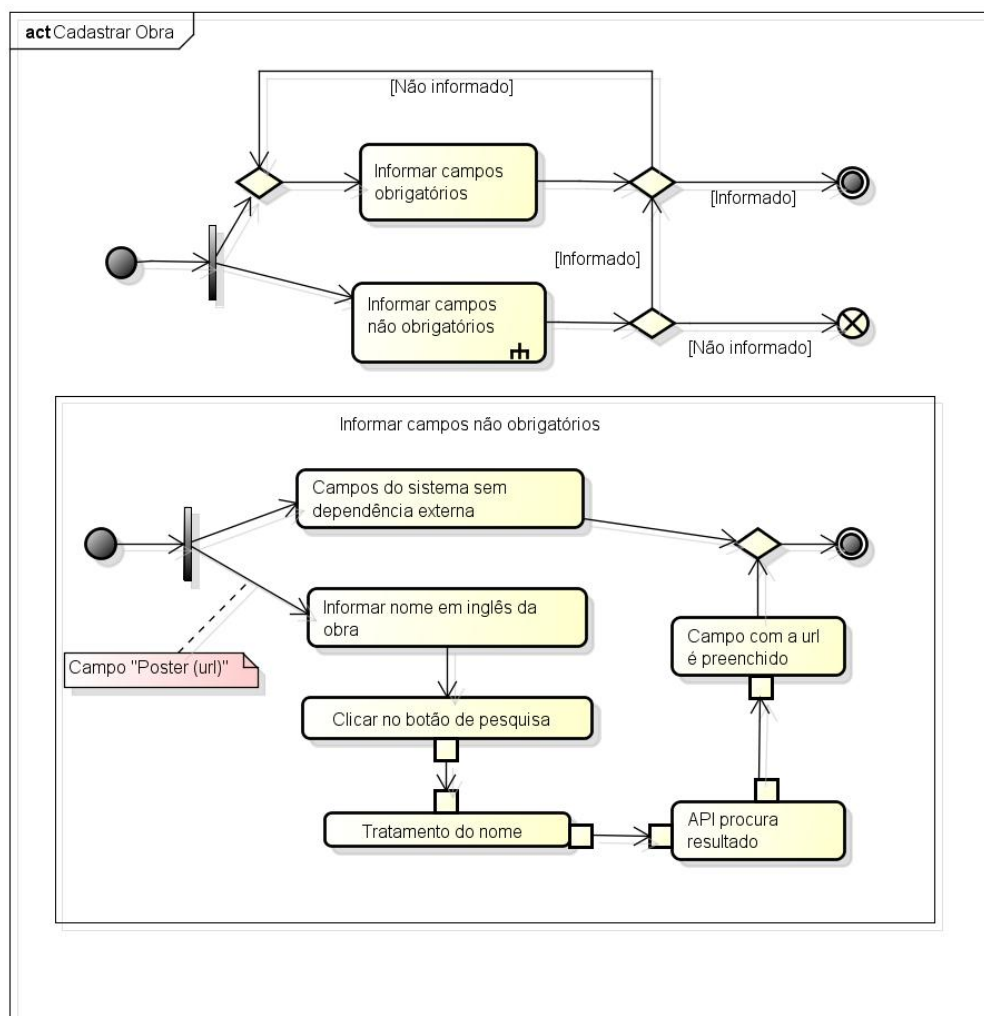 act Cadastrar Obra
[Não informado]
Informar campos
obrigatórios
[Informado]
[Informado]
Informar campos
não obrigatórios
[Não informado]
Informar campos não obrigatórios
Campos do sistema sem
dependência externa
Informar nome em inglês da
obra
Campo "Poster (url)"
Campo com a url
é preenchido
Clicar no botão de pesquisa
Tratamento do nome
API procura
resultado